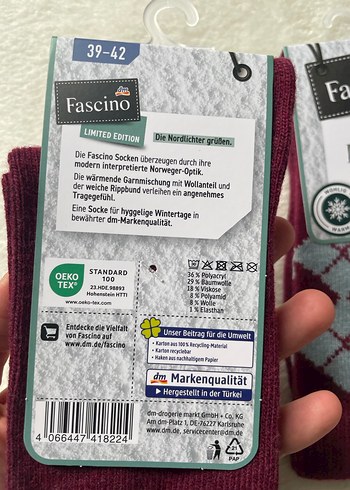 39-42
dm
Fascino
LIMITED EDITION
Die Nordlichter grüßen.
Die Fascino Socken überzeugen durch ihre
modern interpretierte Norweger-Optik.
Die wärmende Garnmischung mit Wollanteil und
der weiche Rippbund verleihen ein angenehmes
Tragegefühl.
Eine Socke für hyggelige Wintertage in
bewährter dm-Markenqualität.
OEKO
TEX®
STANDARD
100
23.HDE.98893
Hohenstein HTTI
www.oeko-tex.com
36 % Polyacryl
29 % Baumwolle
18 % Viskose
8 % Polyamid
8 % Wolle
1 % Elasthan
Entdecke die Vielfalt
von Fascino auf
www.dm.de/fascino
Unser Beitrag für die Umwelt
• Karton aus 100 % Recycling-Material
• Karton recycelbar
• Haken aus nachhaltigem Papier
dm Markenqualität
Hergestellt in der Türkei
4 066447 418224
dm-drogerie markt GmbH + Co. KG
Am dm-Platz 1, DE-76227 Karlsruhe
www.dm.de, servicecenter@dm.de
21
PAP
Fa
WOHLIG
WARM